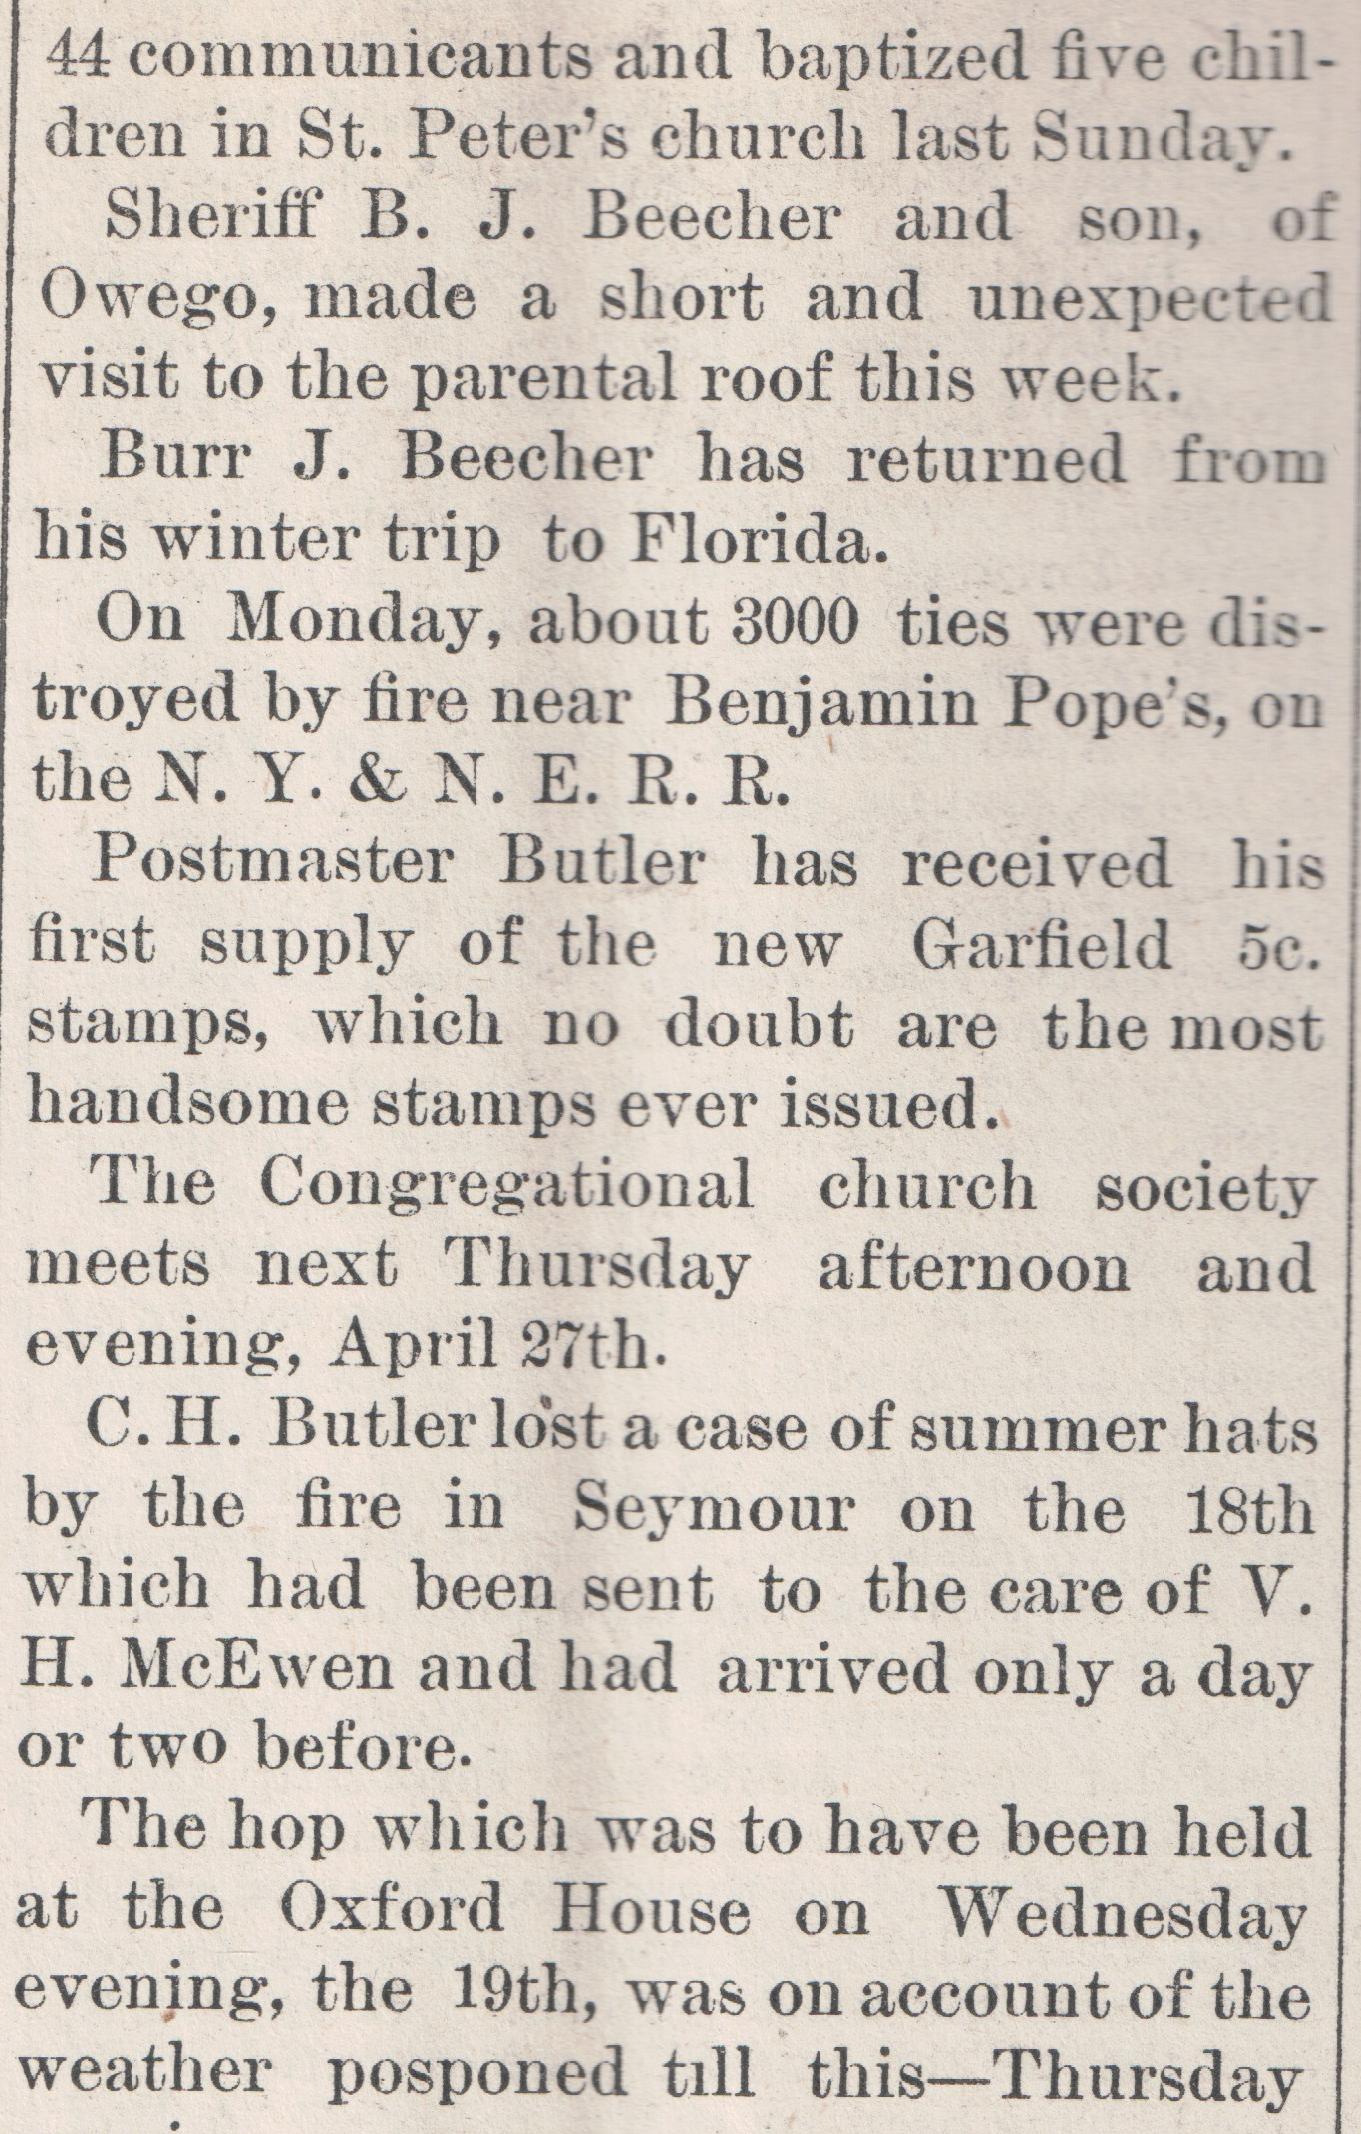 44 communicants and baptized five chil-
dren in St. Peter's church last Sunday.
Sheriff B. J. Beecher and son, of
Owego, made a short and unexpected
visit to the parental roof this week.
Burr J. Beecher has returned from
his winter trip to Florida.
On Monday, about 3000 ties were dis-
troyed by fire near Benjamin Pope's, on
the N. Y. & N. E. R. R.
Postmaster Butler has received his
first supply of the new Garfield 5c.
stamps, which no doubt are the most
handsome stamps ever issued.
The Congregational church society
meets next Thursday afternoon and
evening, April 27th.
C. H. Butler lost a case of summer hats
by the fire in Seymour on the 18th
which had been sent to the care of V.
H. McEwen and had arrived only a day
or two before.
The hop which was to have been held
at the Oxford House on Wednesday
evening, the 19th, was on account of the
weather posponed till this—Thursday